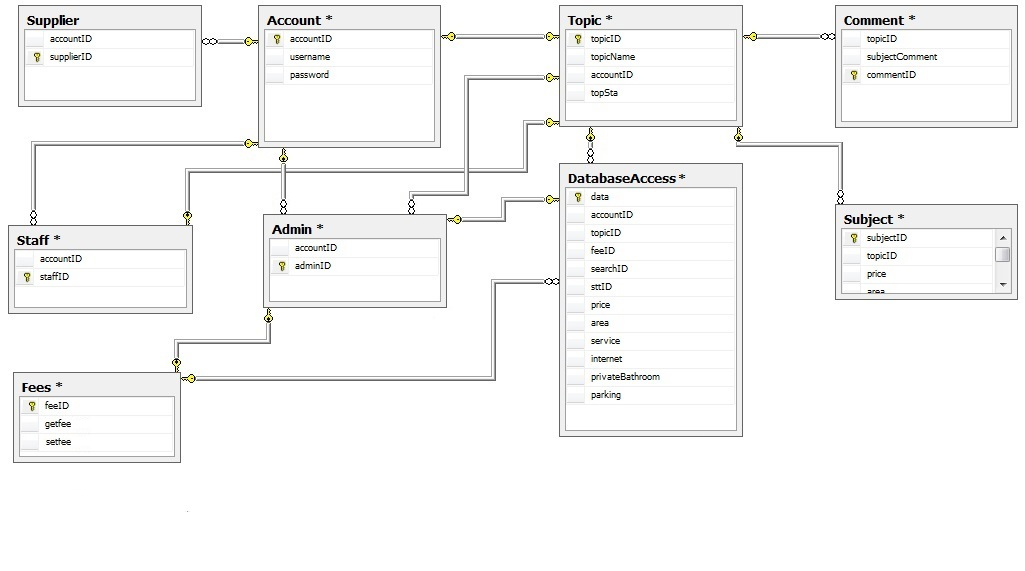 Supplier
accountID
supplierID
Account *
accountID
username
password
Topic *
topicID
topicName
accountID
topSta
Comment *
topicID
subjectComment
commentID
Staff *
accountID
staffID
Admin *
accountID
adminID
DatabaseAccess *
data
accountID
topicID
feeID
searchID
sttID
price
area
service
internet
privateBathroom
parking
Subject *
subjectID
topicID
price
area
Fees *
feeID
getfee
setfee